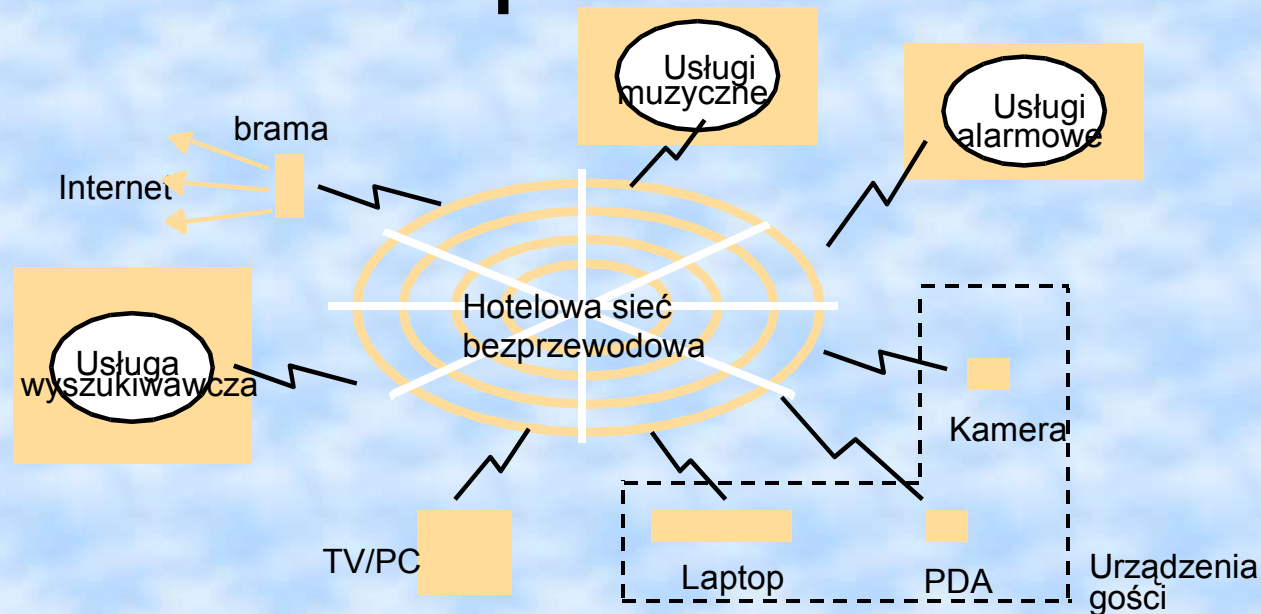 Usługi
muzyczne
Usługi
alarmowe
brama
Internet
Hotelowa sieć
bezprzewodowa
Usługa
wyszukiwawcza
Kamera
TV/PC
Laptop
PDA
Urządzenia
gości